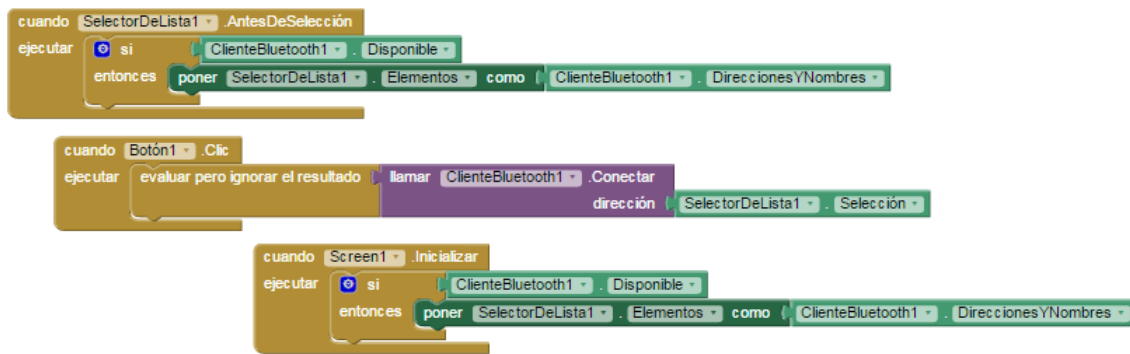 cuando SelectorDeLista1 .AntesDeSelección
ejecutar si ClienteBluetooth1 . Disponible
entonces poner SelectorDeLista1 . Elementos como ClienteBluetooth1 . DireccionesYNombres
cuando Botón1 .Clic
ejecutar evaluar pero ignorar el resultado llamar ClienteBluetooth1 .Conectar
dirección SelectorDeLista1 . Selección
cuando Screen1 .Inicializar
ejecutar si ClienteBluetooth1 . Disponible
entonces poner SelectorDeLista1 . Elementos como ClienteBluetooth1 . DireccionesYNombres